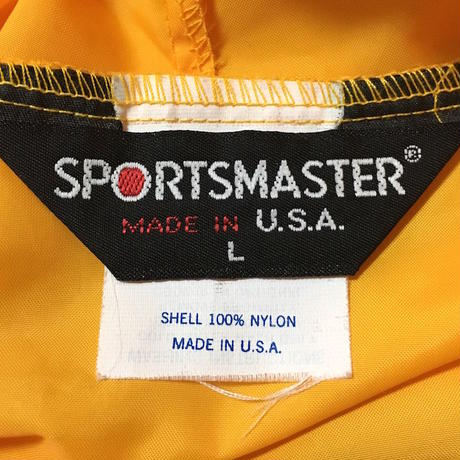 SPORTSMASTER®
MADE IN U.S.A.
L
SHELL 100% NYLON
MADE IN U.S.A.